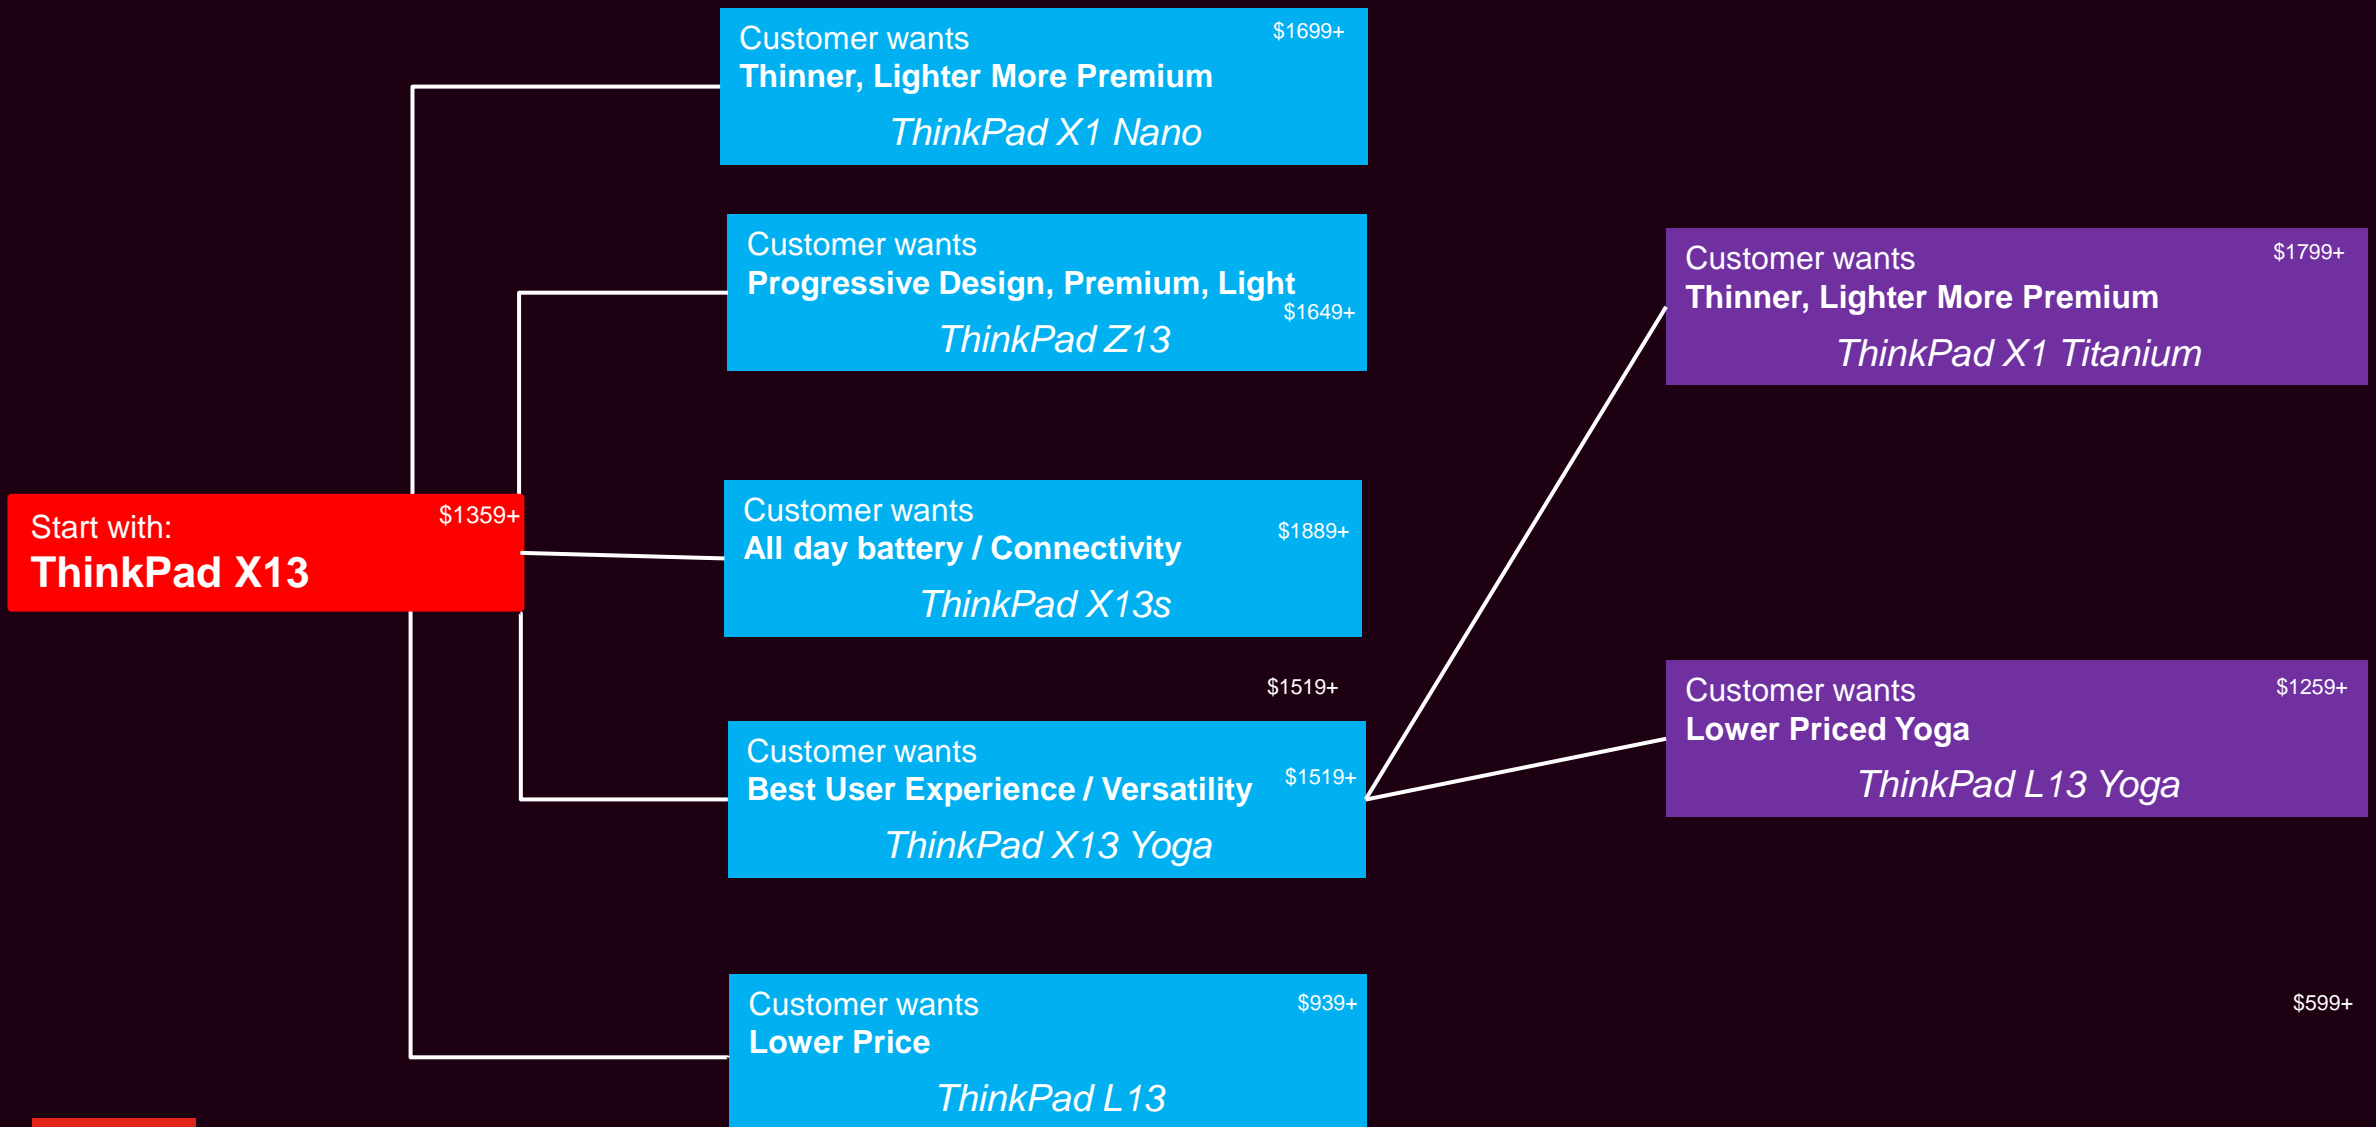 Start with:
$1359+
ThinkPad X13
Customer wants
$1699+
Thinner, Lighter More Premium
ThinkPad X1 Nano
Customer wants
Progressive Design, Premium, Light
$1649+
ThinkPad Z13
Customer wants
$1889+
All day battery / Connectivity
ThinkPad X13s
$1519+
Customer wants
Best User Experience / Versatility
$1519+
ThinkPad X13 Yoga
Customer wants
$939+
Lower Price
ThinkPad L13
Customer wants
$1799+
Thinner, Lighter More Premium
ThinkPad X1 Titanium
Customer wants
$1259+
Lower Priced Yoga
ThinkPad L13 Yoga
$599+